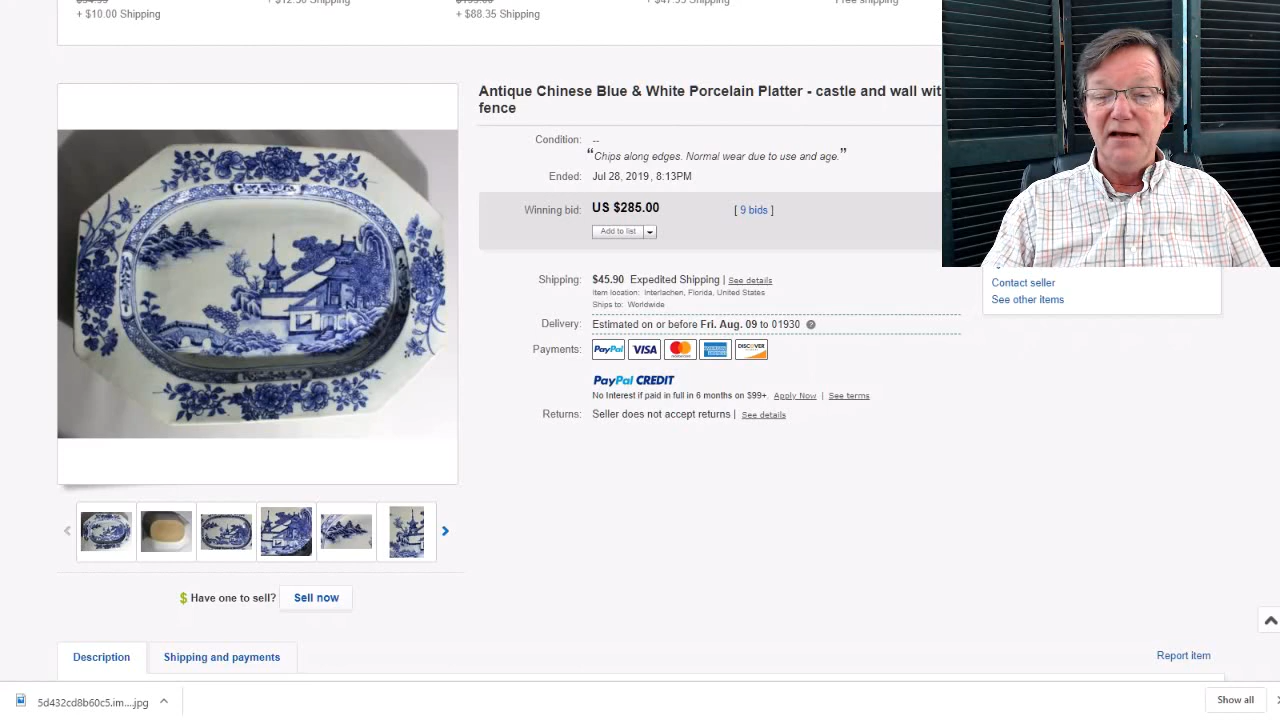 + $10.00 Shipping
+ $12.50 Shipping
+ $88.35 Shipping
Free shipping
Antique Chinese Blue & White Porcelain Platter - castle and wall wit
fence
Condition: --
“Chips along edges. Normal wear due to use and age.”
Ended: Jul 28, 2019 , 8:13PM
Winning bid: US $285.00 [ 9 bids ]
Add to list
Shipping: $45.90 Expedited Shipping | See details
Item location: Interlachen, Florida, United States
Ships to: Worldwide
Delivery: Estimated on or before Fri. Aug. 09 to 01930
Payments: PayPal VISA
DISCOVER
PayPal CREDIT
No Interest if paid in full in 6 months on $99+. Apply Now | See terms
Returns: Seller does not accept returns | See details
Contact seller
See other items
$ Have one to sell? Sell now
Description Shipping and payments Report item
5d432cd8b60c5.im....jpg Show all